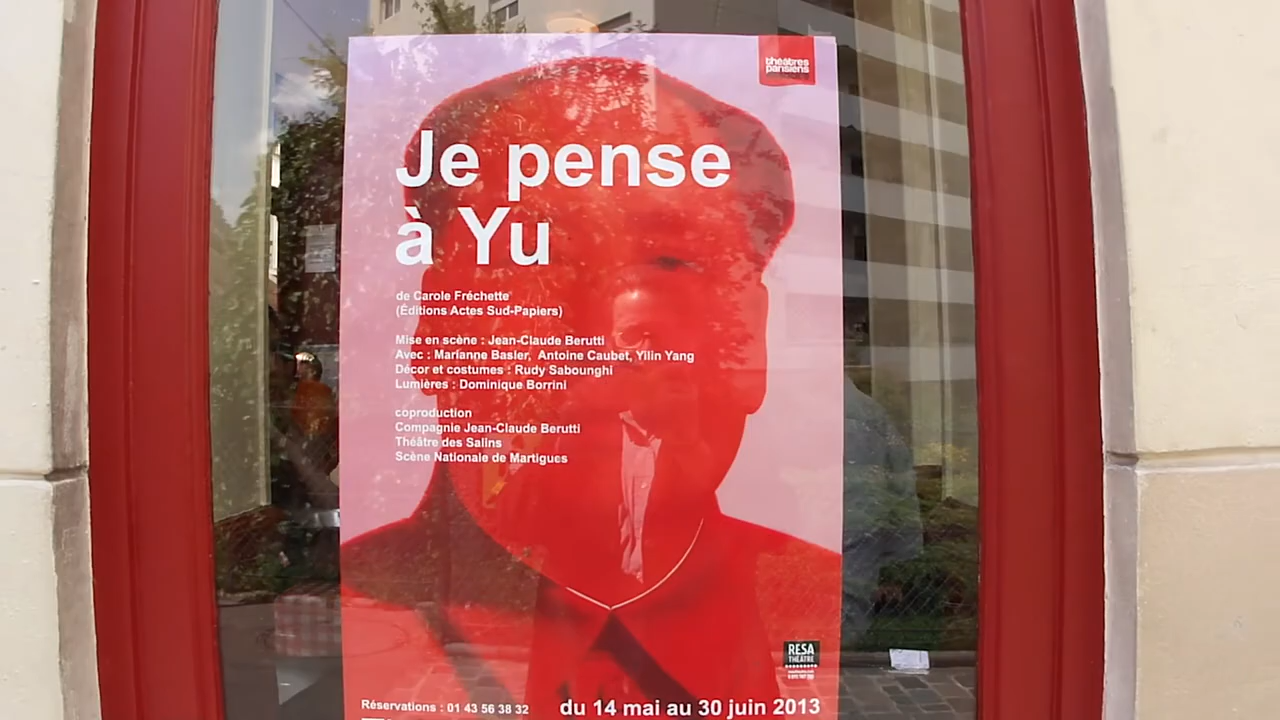 théâtres
parisiens
Je pense
à Yu
de Carole Fréchette
(Éditions Actes Sud-Papiers)
Mise en scène : Jean-Claude Berutti
Avec : Marianne Basler, Antoine Caubet, Yilin Yang
Décor et costumes : Rudy Sabounghi
Lumières : Dominique Borrini
coproduction
Compagnie Jean-Claude Berutti
Théâtre des Salins
Scène Nationale de Martigues
RESA
THÉÂTRE
Réservations : 01 43 56 38 32
du 14 mai au 30 juin 2013